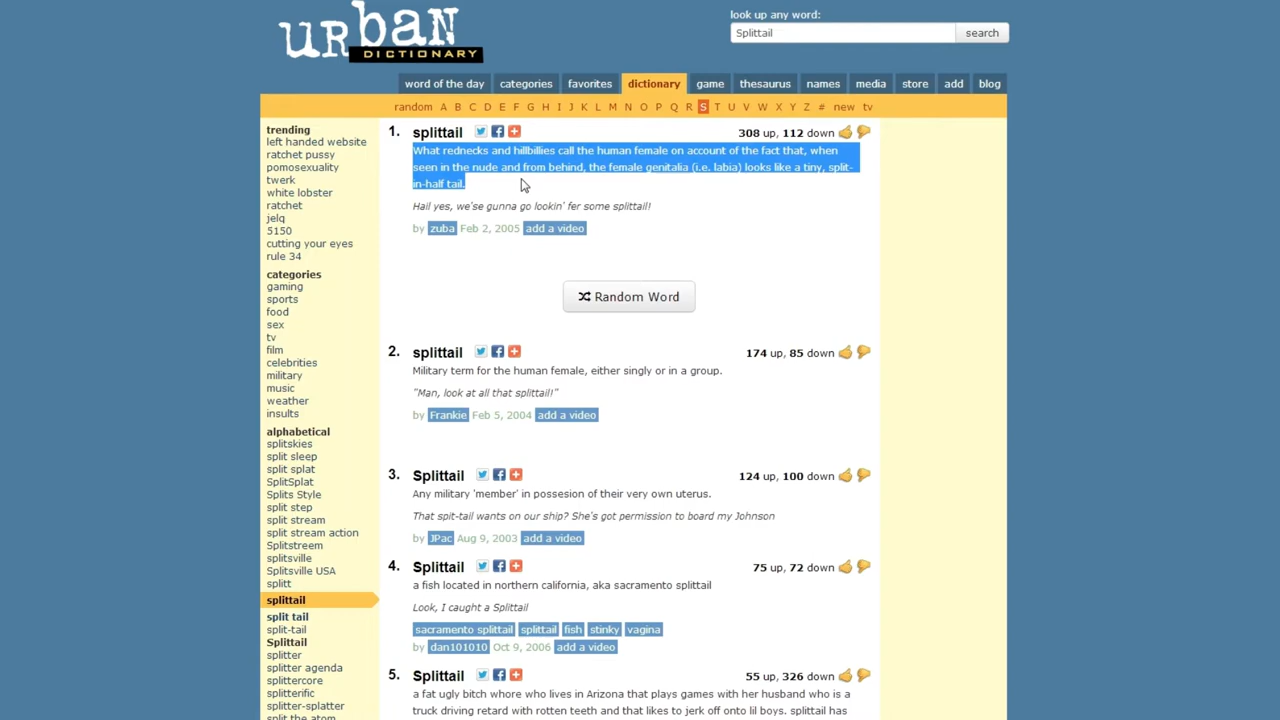 urban
DICTIONARY
look up any word:
Splittail
search
word of the day categories favorites dictionary game thesaurus names media store add blog
random A B C D E F G H I J K L M N O P Q R S T U V W X Y Z # new tv
trending
left handed website
ratchet pussy
pomosexuality
twerk
white lobster
ratchet
jelq
5150
cutting your eyes
rule 34
categories
gaming
sports
food
sex
tv
film
celebrities
military
music
weather
insults
alphabetical
splitskies
split sleep
split splat
SplitSplat
Splits Style
split step
split stream
split stream action
Splitstreem
splitsville
Splitsville USA
splitt
splittail
split tail
split-tail
Splittail
splitter
splitter agenda
splittercore
splitterific
splitter-splatter
split the atom
1. splittail
308 up, 112 down
What rednecks and hillbillies call the human female on account of the fact that, when
seen in the nude and from behind, the female genitalia (i.e. labia) looks like a tiny, split-
in-half tail.
Hail yes, we'se gunna go lookin' fer some splittail!
by zuba Feb 2, 2005 add a video
Random Word
2. splittail
174 up, 85 down
Military term for the human female, either singly or in a group.
"Man, look at all that splittail!"
by Frankie Feb 5, 2004 add a video
3. Splittail
124 up, 100 down
Any military 'member' in possesion of their very own uterus.
That spit-tail wants on our ship? She's got permission to board my Johnson
by JPac Aug 9, 2003 add a video
4. Splittail
75 up, 72 down
a fish located in northern california, aka sacramento splittail
Look, I caught a Splittail
sacramento splittail splittail fish stinky vagina
by dan101010 Oct 9, 2006 add a video
5. Splittail
55 up, 326 down
a fat ugly bitch whore who lives in Arizona that plays games with her husband who is a
truck driving retard with rotten teeth and that likes to jerk off onto lil boys. splittail has